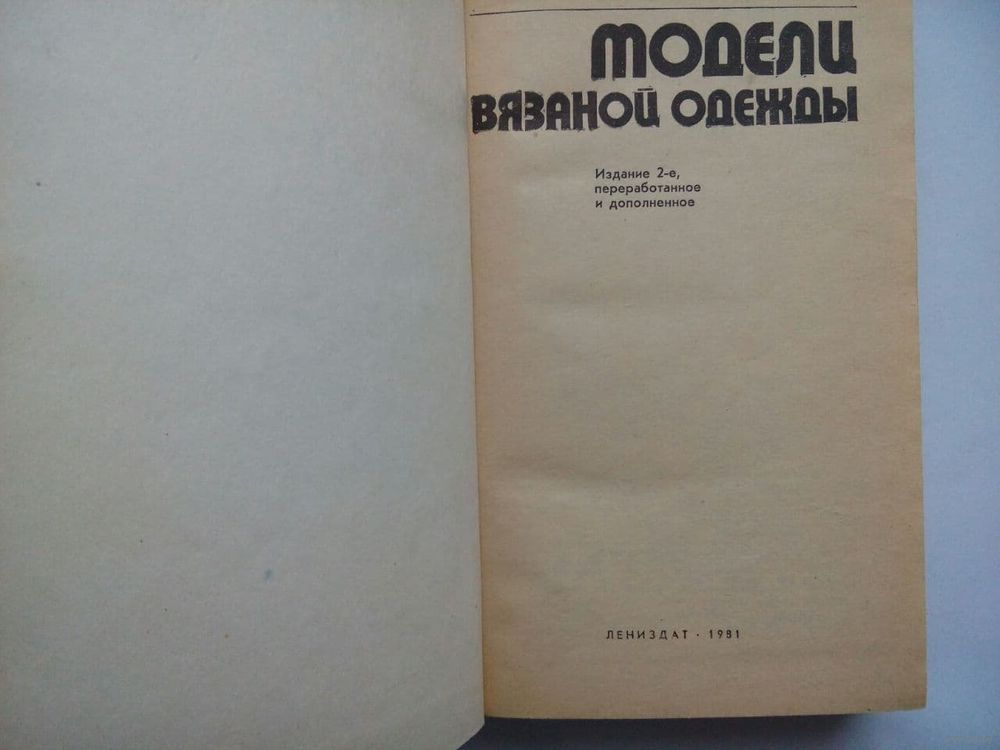 МОДЕЛИ
ВЯЗАНОЙ ОДЕЖДЫ
Издание 2-е,
переработанное
и дополненное
ЛЕНИЗДАТ · 1981